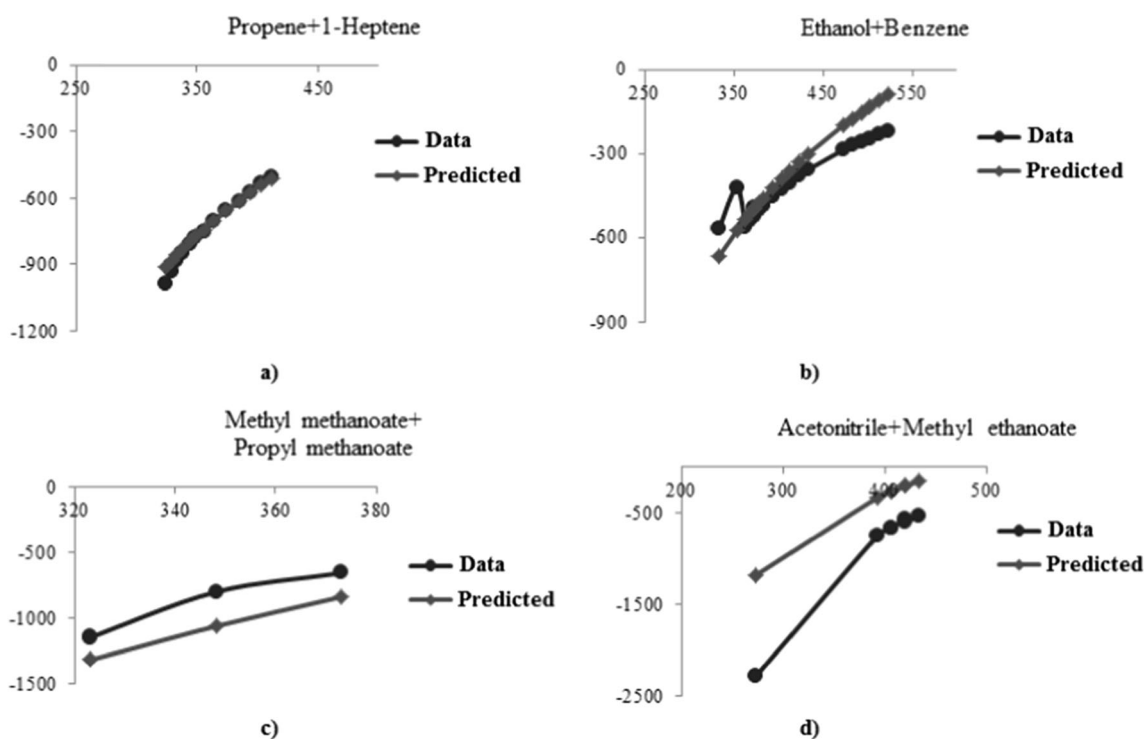 Propene+1-Heptene
0
250 350 450
-300
-600
-900
-1200
Data
Predicted
a)
Ethanol+Benzene
0
250 350 450 550
-300
-600
-900
Data
Predicted
b)
Methyl methanoate+
Propyl methanoate
0
320 340 360 380
-500
-1000
-1500
Data
Predicted
c)
Acetonitrile+Methyl ethanoate
200 300 400 500
-500
-1500
-2500
Data
Predicted
d)